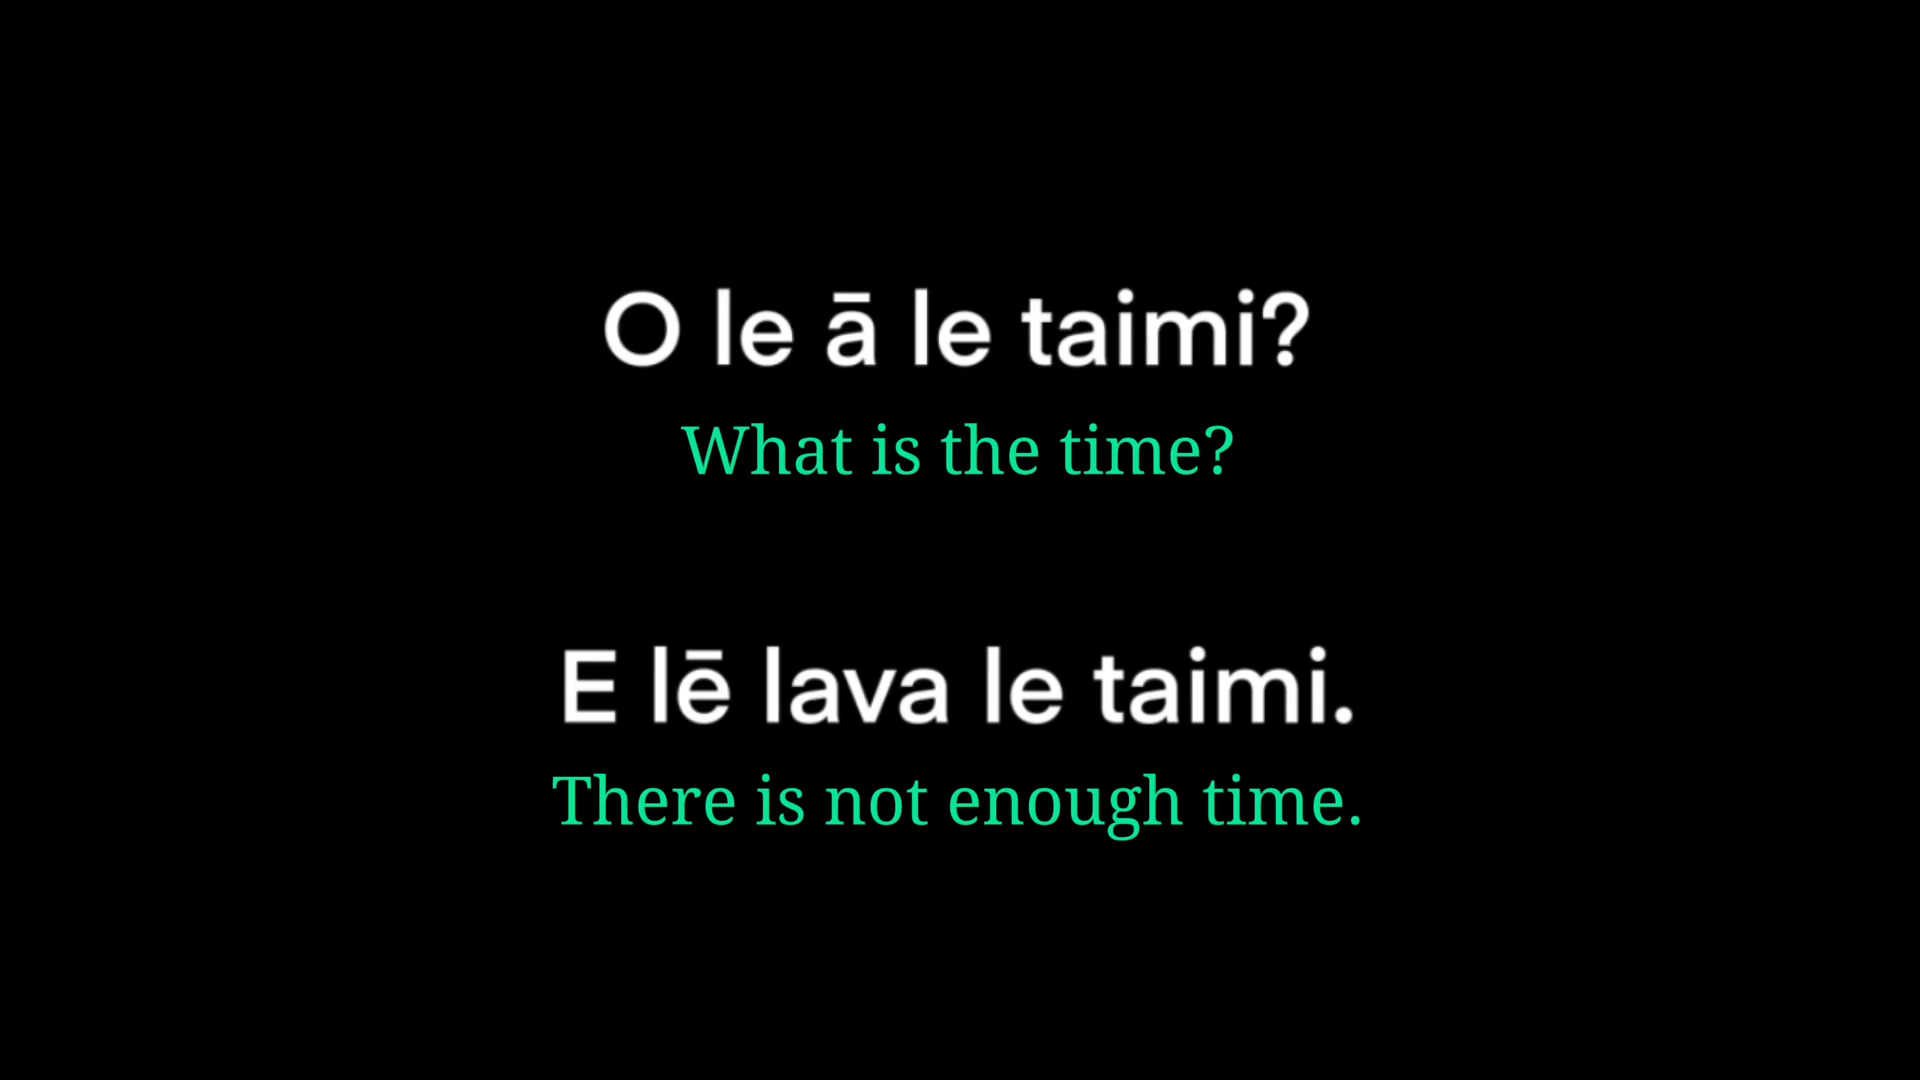 O le ā le taimi?
What is the time?
E lē lava le taimi.
There is not enough time.